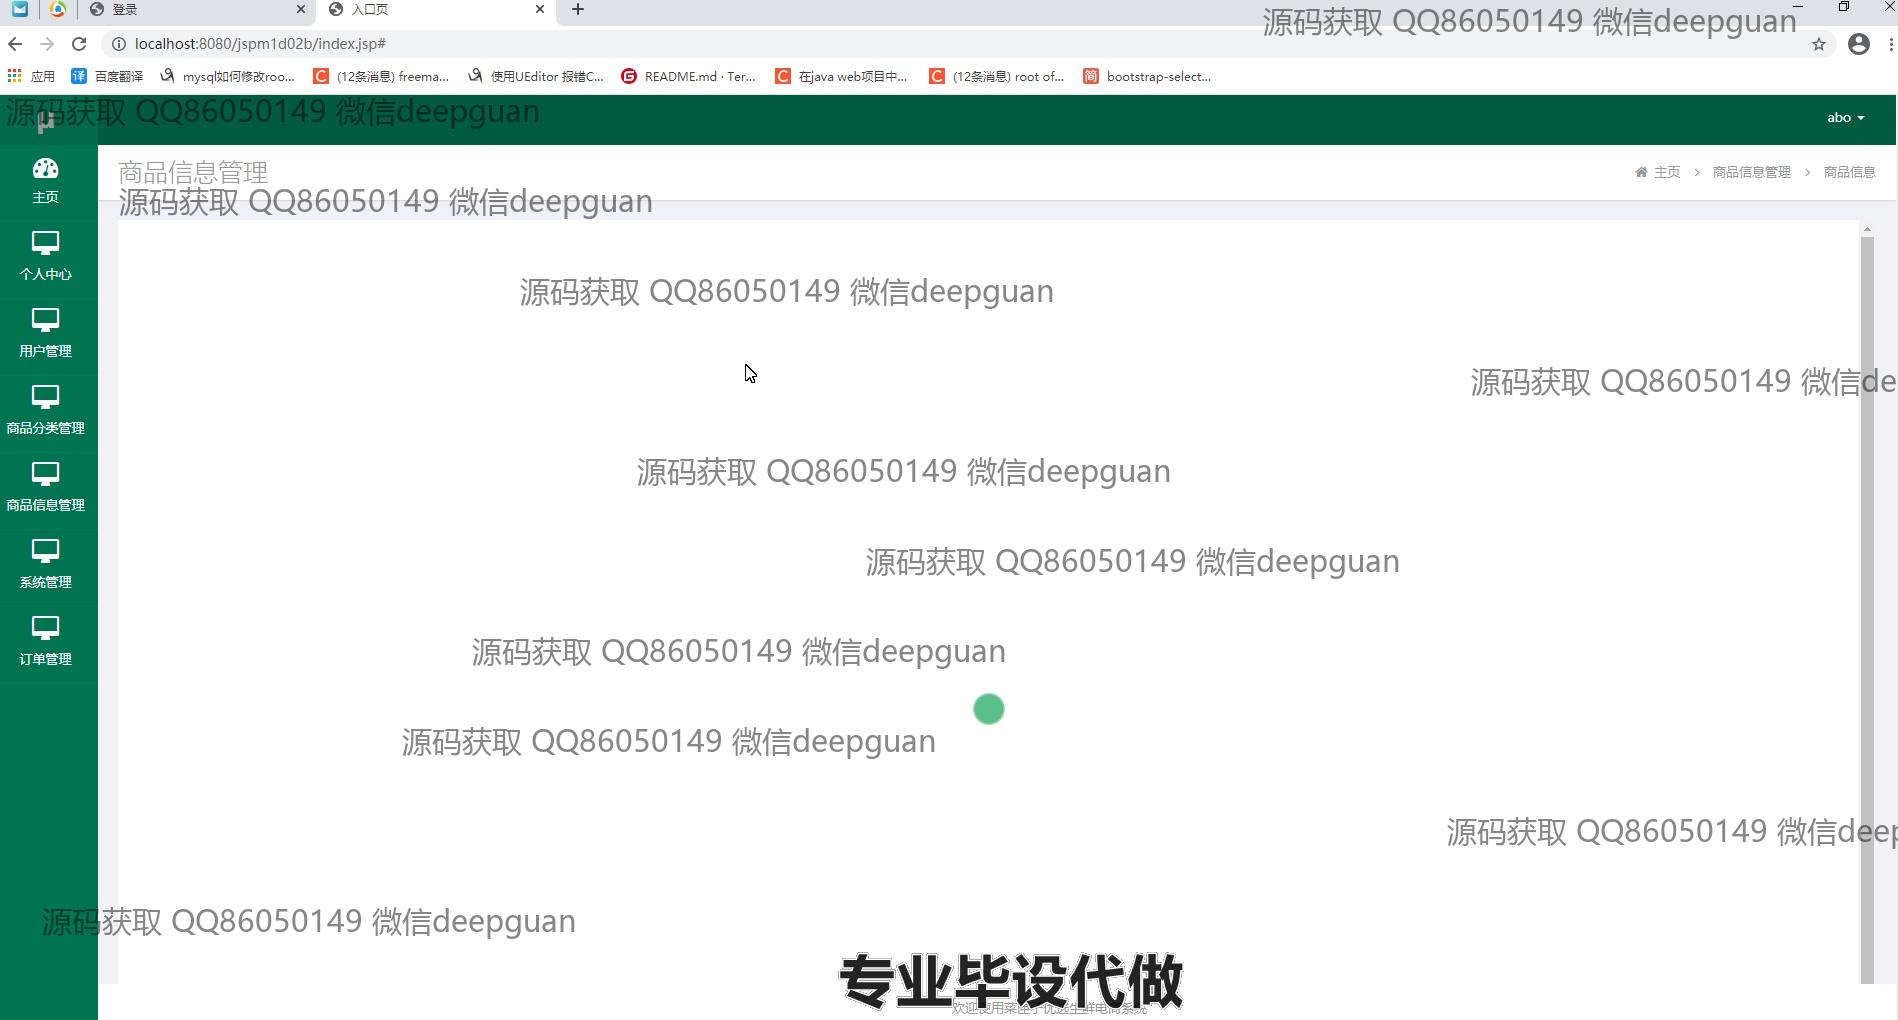 登录
入口页
源码获取 QQ86050149 微信deepguan
localhost:8080/jspm1d02b/index.jsp#
应用
百度翻译
mysql如何修改roo...
(12条消息) freema...
使用UEditor 报错C...
README.md · Ter...
在java web项目中...
(12条消息) root of...
bootstrap-select...
源码获取 QQ86050149 微信deepguan
μ
abo
商品信息管理
主页 > 商品信息管理 > 商品信息
源码获取 QQ86050149 微信deepguan
主页
个人中心
用户管理
商品分类管理
商品信息管理
系统管理
订单管理
源码获取 QQ86050149 微信deepguan
源码获取 QQ86050149 微信de
源码获取 QQ86050149 微信deepguan
源码获取 QQ86050149 微信deepguan
源码获取 QQ86050149 微信deepguan
源码获取 QQ86050149 微信deepguan
源码获取 QQ86050149 微信deep
源码获取 QQ86050149 微信deepguan
专业毕设代做